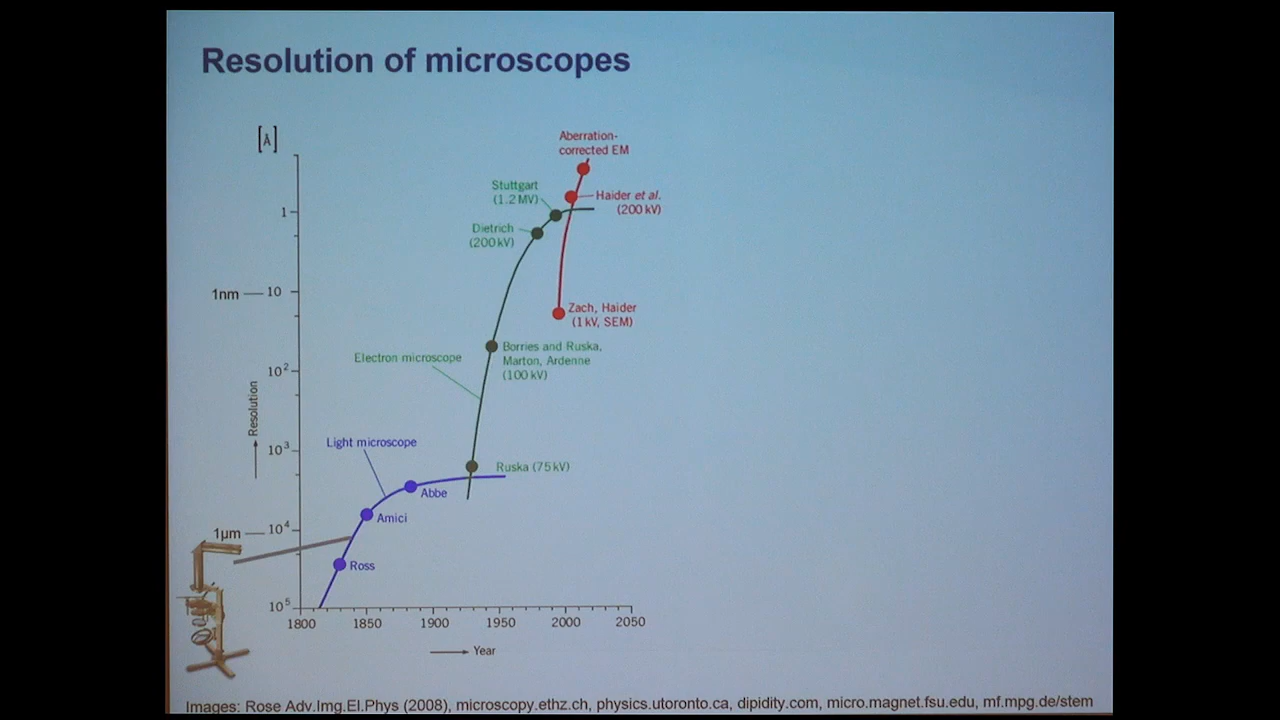 Resolution of microscopes
[Å]
Aberration-
corrected EM
Stuttgart
(1.2 MV)
Haider et al.
(200 kV)
1
Dietrich
(200 kV)
1nm
10
Zach, Haider
(1 kV, SEM)
Borries and Ruska,
Marton, Ardenne
(100 kV)
Electron microscope
10²
Resolution
Light microscope
10³
Ruska (75 kV)
Abbe
Amici
1µm
10⁴
Ross
10⁵
1800 1850 1900 1950 2000 2050
Year
Images: Rose Adv.Img.El.Phys (2008), microscopy.ethz.ch, physics.utoronto.ca, dipidity.com, micro.magnet.fsu.edu, mf.mpg.de/stem